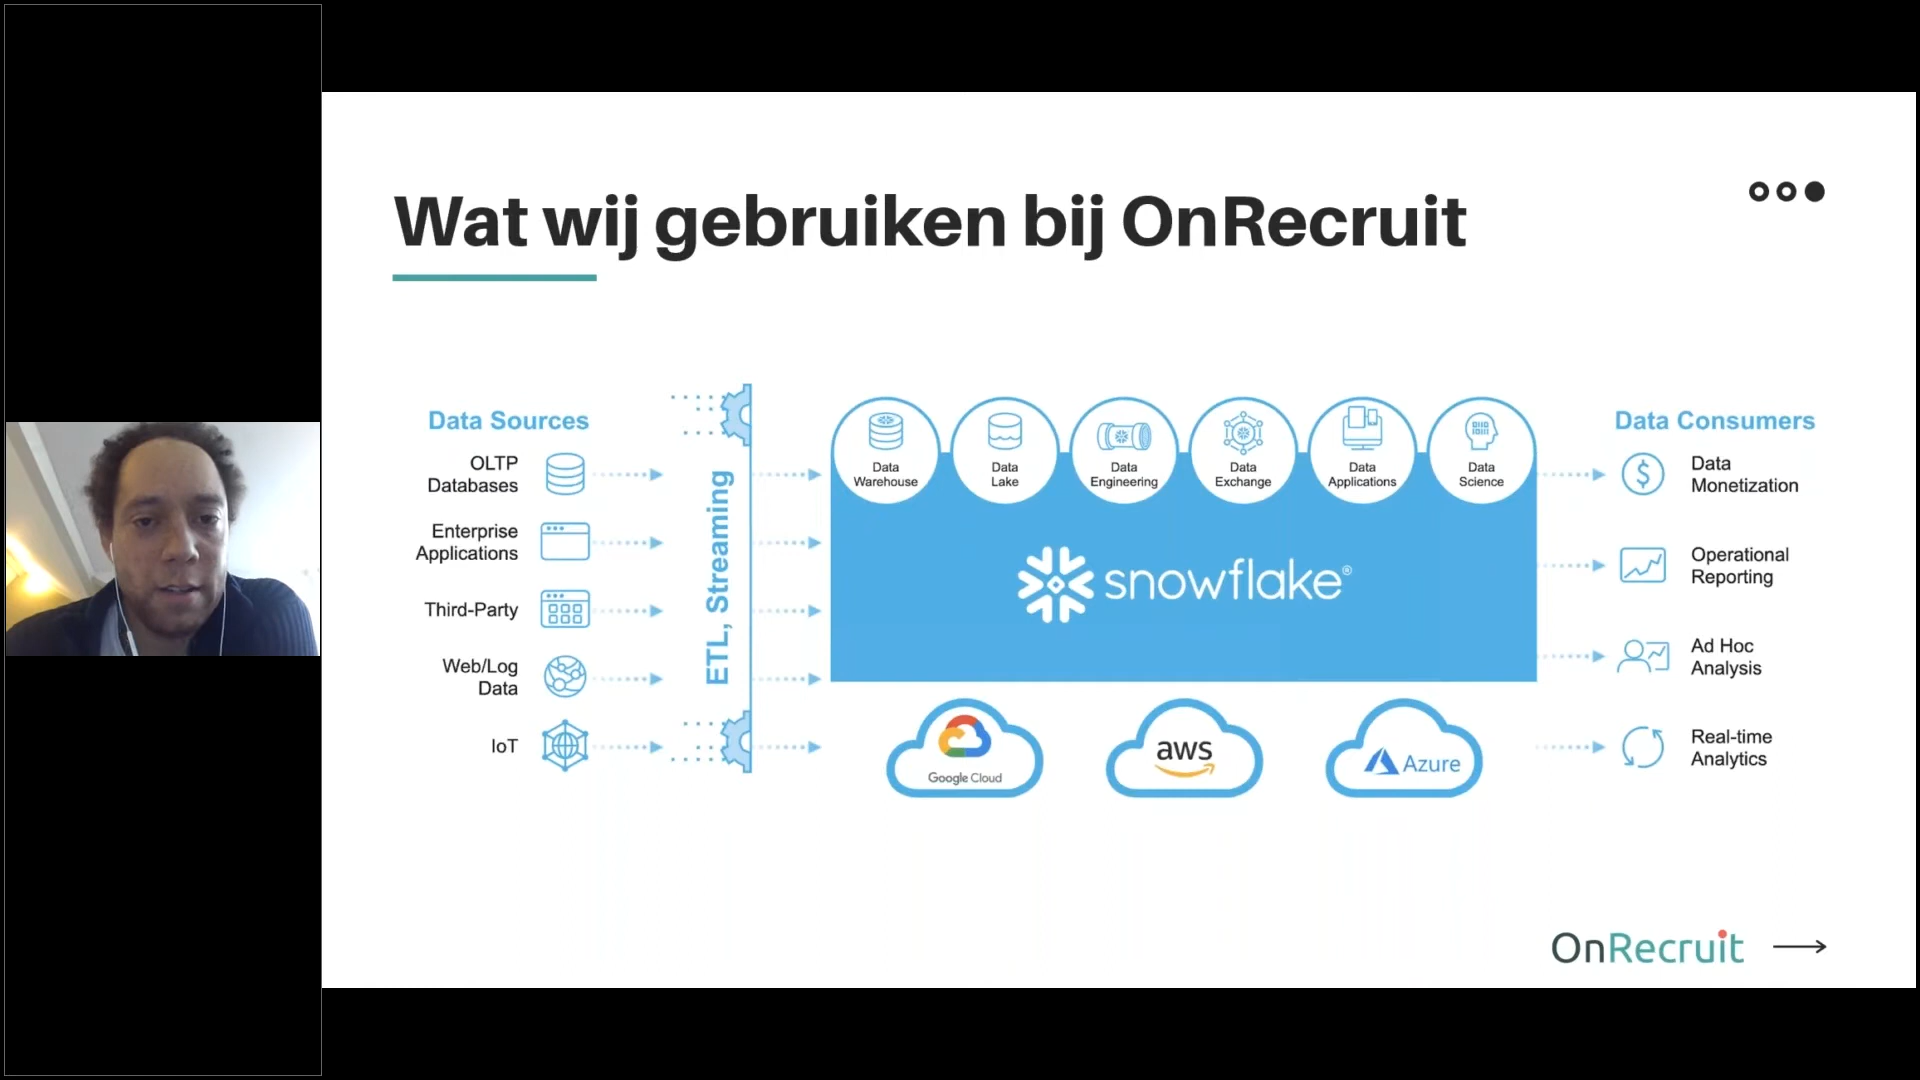 Wat wij gebruiken bij OnRecruit
Data Sources
OLTP
Databases
Enterprise
Applications
Third-Party
Web/Log
Data
IoT
ETL, Streaming
Data
Warehouse
Data
Lake
Data
Engineering
Data
Exchange
Data
Applications
Data
Science
snowflake®
Google Cloud
aws
Azure
Data Consumers
Data
Monetization
Operational
Reporting
Ad Hoc
Analysis
Real-time
Analytics
OnRecruit